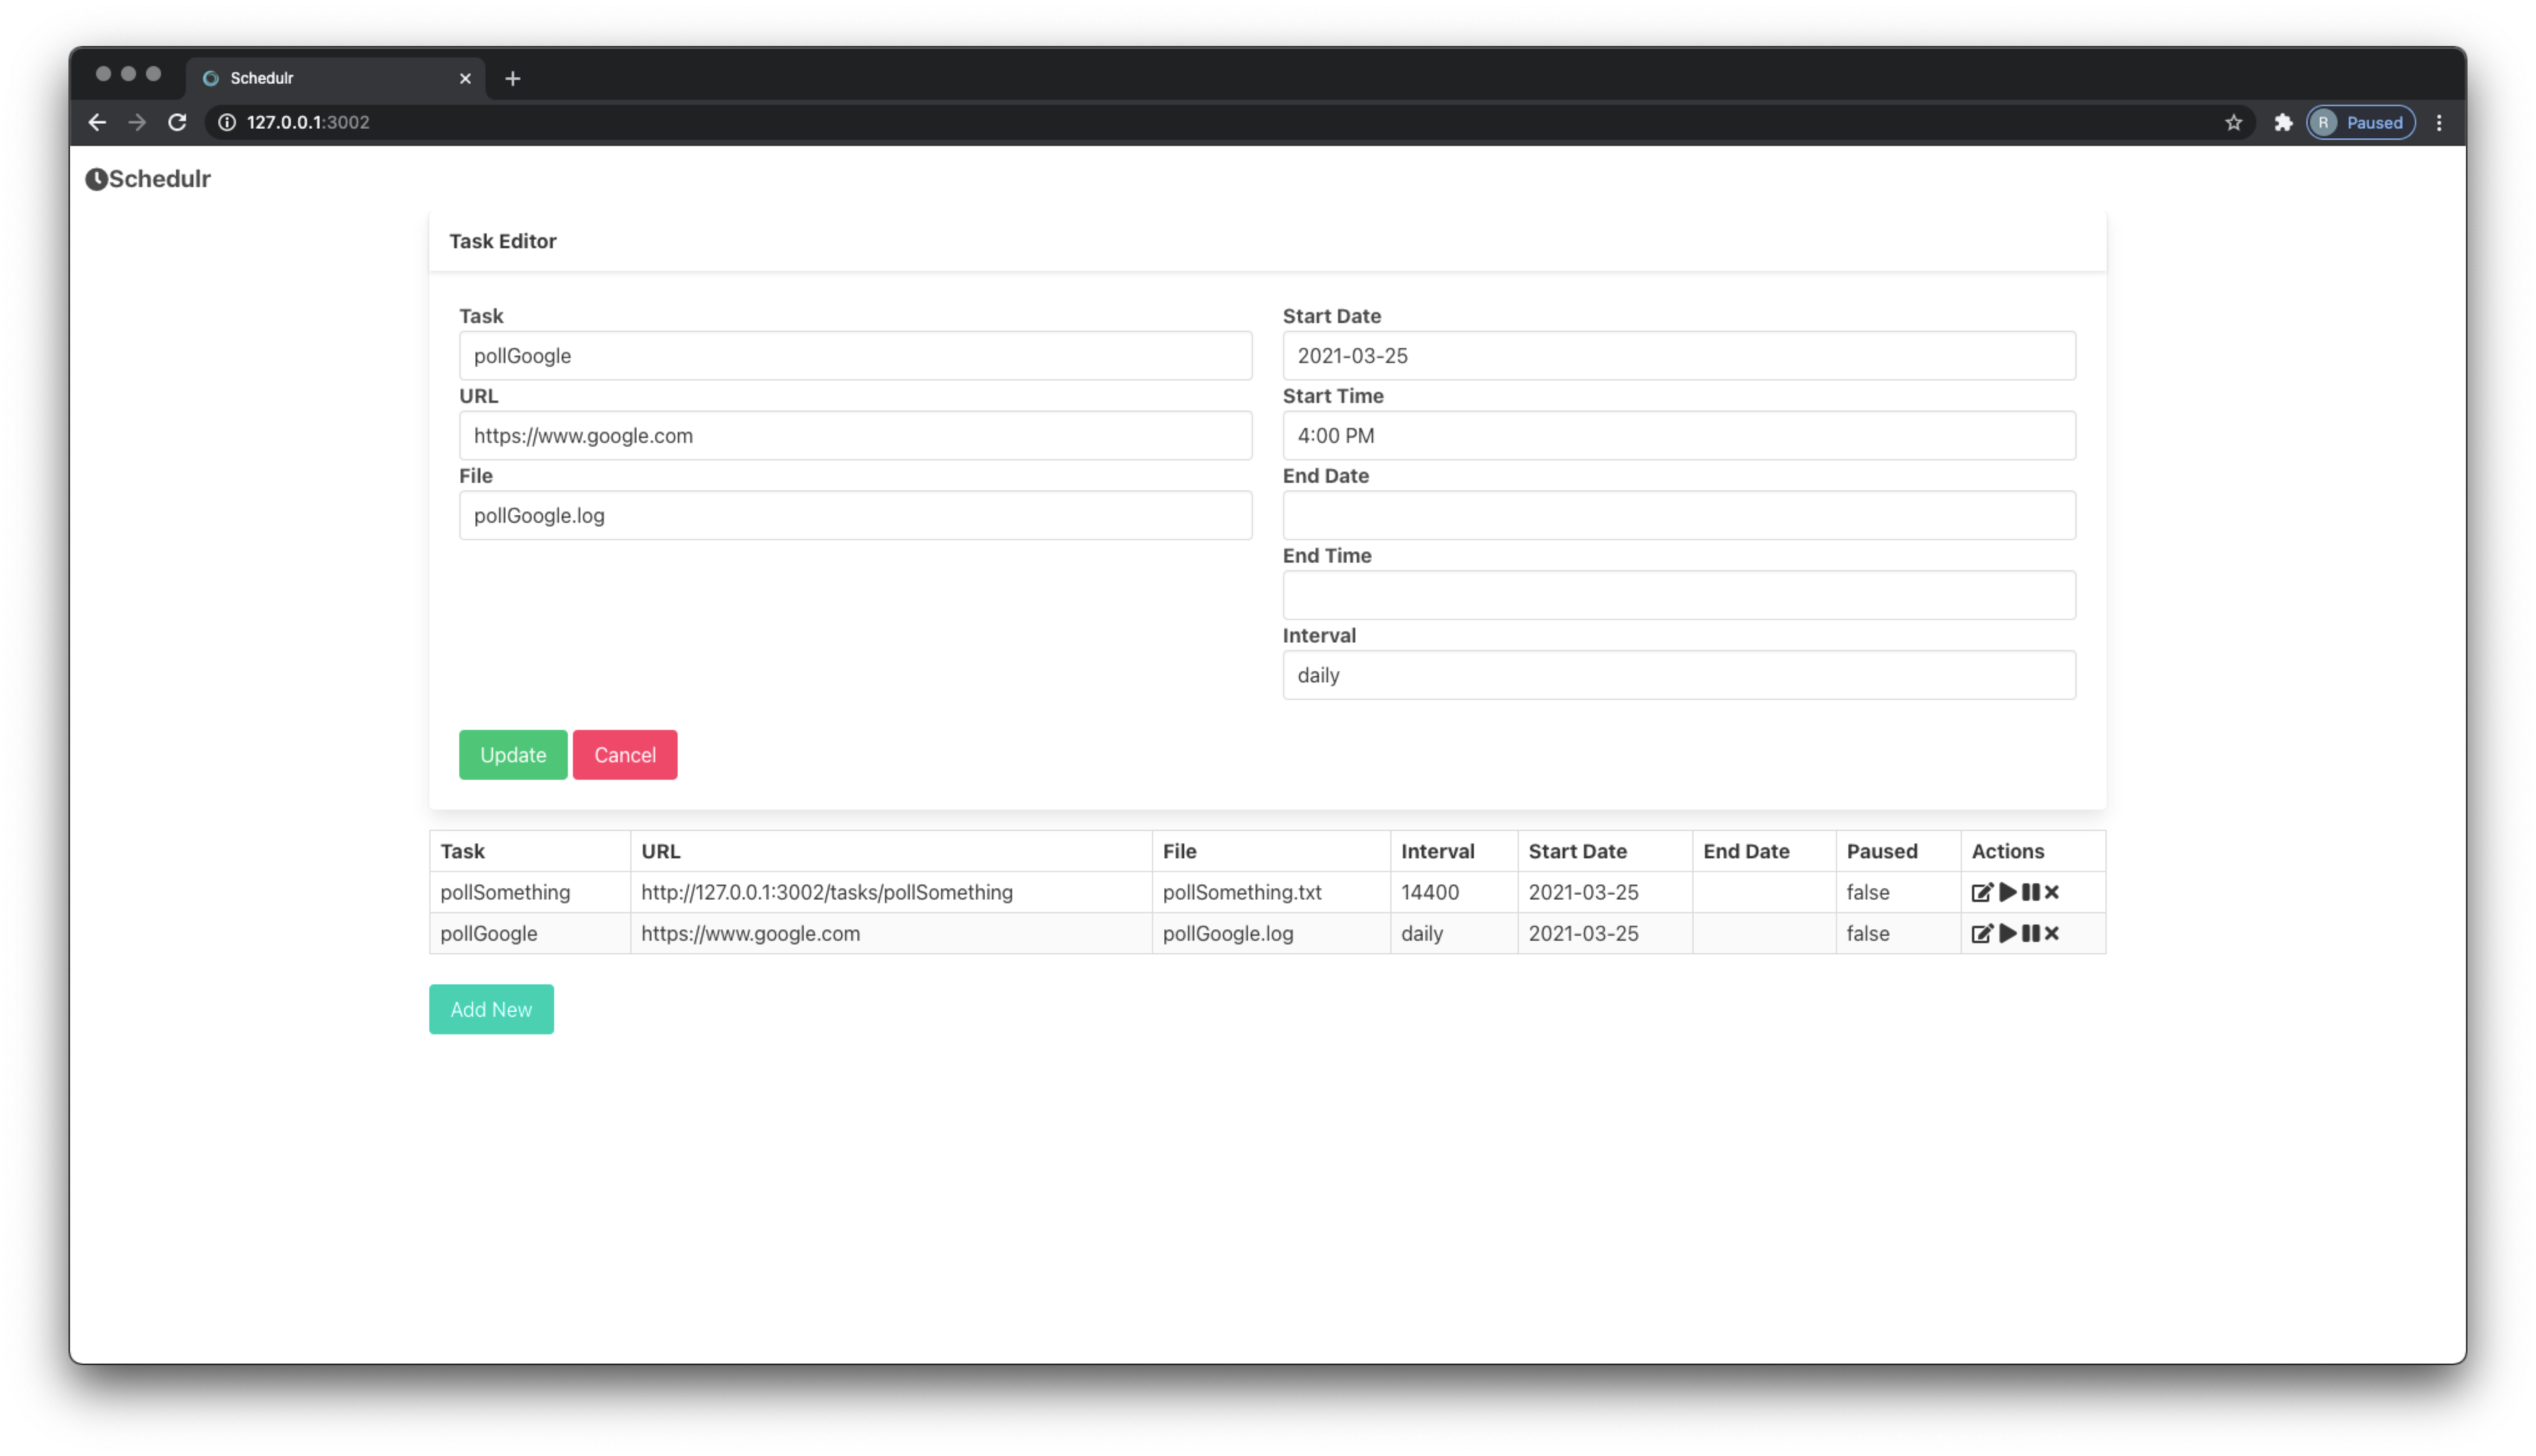 Schedulr
127.0.0.1:3002
R Paused
Schedulr
Task Editor
Task
pollGoogle
URL
https://www.google.com
File
pollGoogle.log
Start Date
2021-03-25
Start Time
4:00 PM
End Date
End Time
Interval
daily
Update Cancel
Task URL File Interval Start Date End Date Paused Actions
pollSomething http://127.0.0.1:3002/tasks/pollSomething pollSomething.txt 14400 2021-03-25 false
pollGoogle https://www.google.com pollGoogle.log daily 2021-03-25 false
Add New